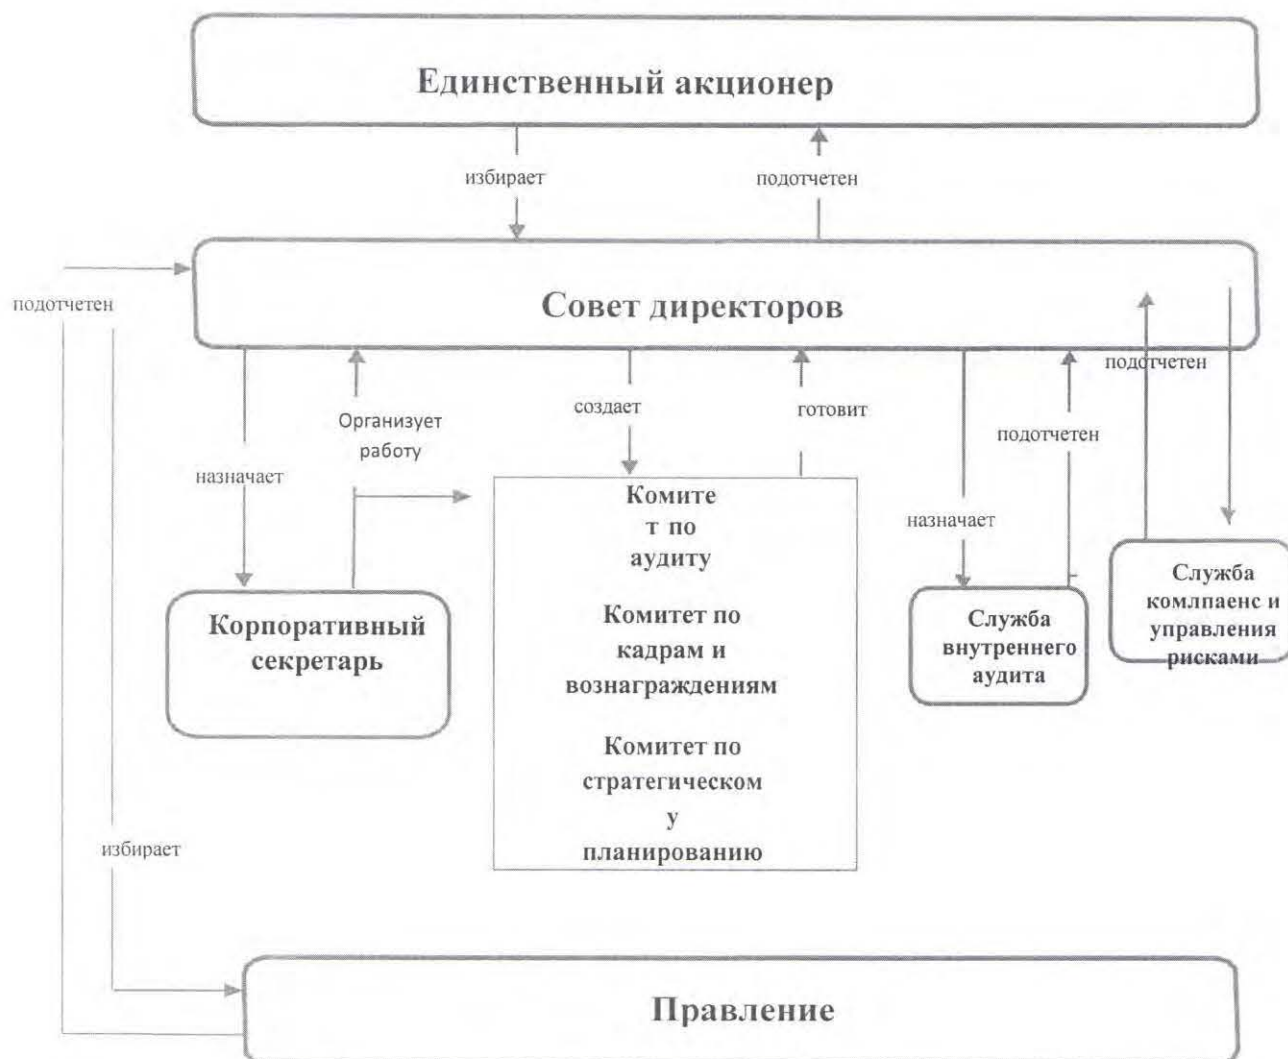 Единственный акционер
избирает
подотчетен
подотчетен
Совет директоров
подотчетен
Организует
работу
создает
готовит
подотчетен
назначает
назначает
Корпоративный
секретарь
Комите
т по
аудиту
Комитет по
кадрам и
вознаграждениям
Комитет по
стратегическом
у
планированию
Служба
внутреннего
аудита
Служба
комлпаенс и
управления
рисками
избирает
Правление